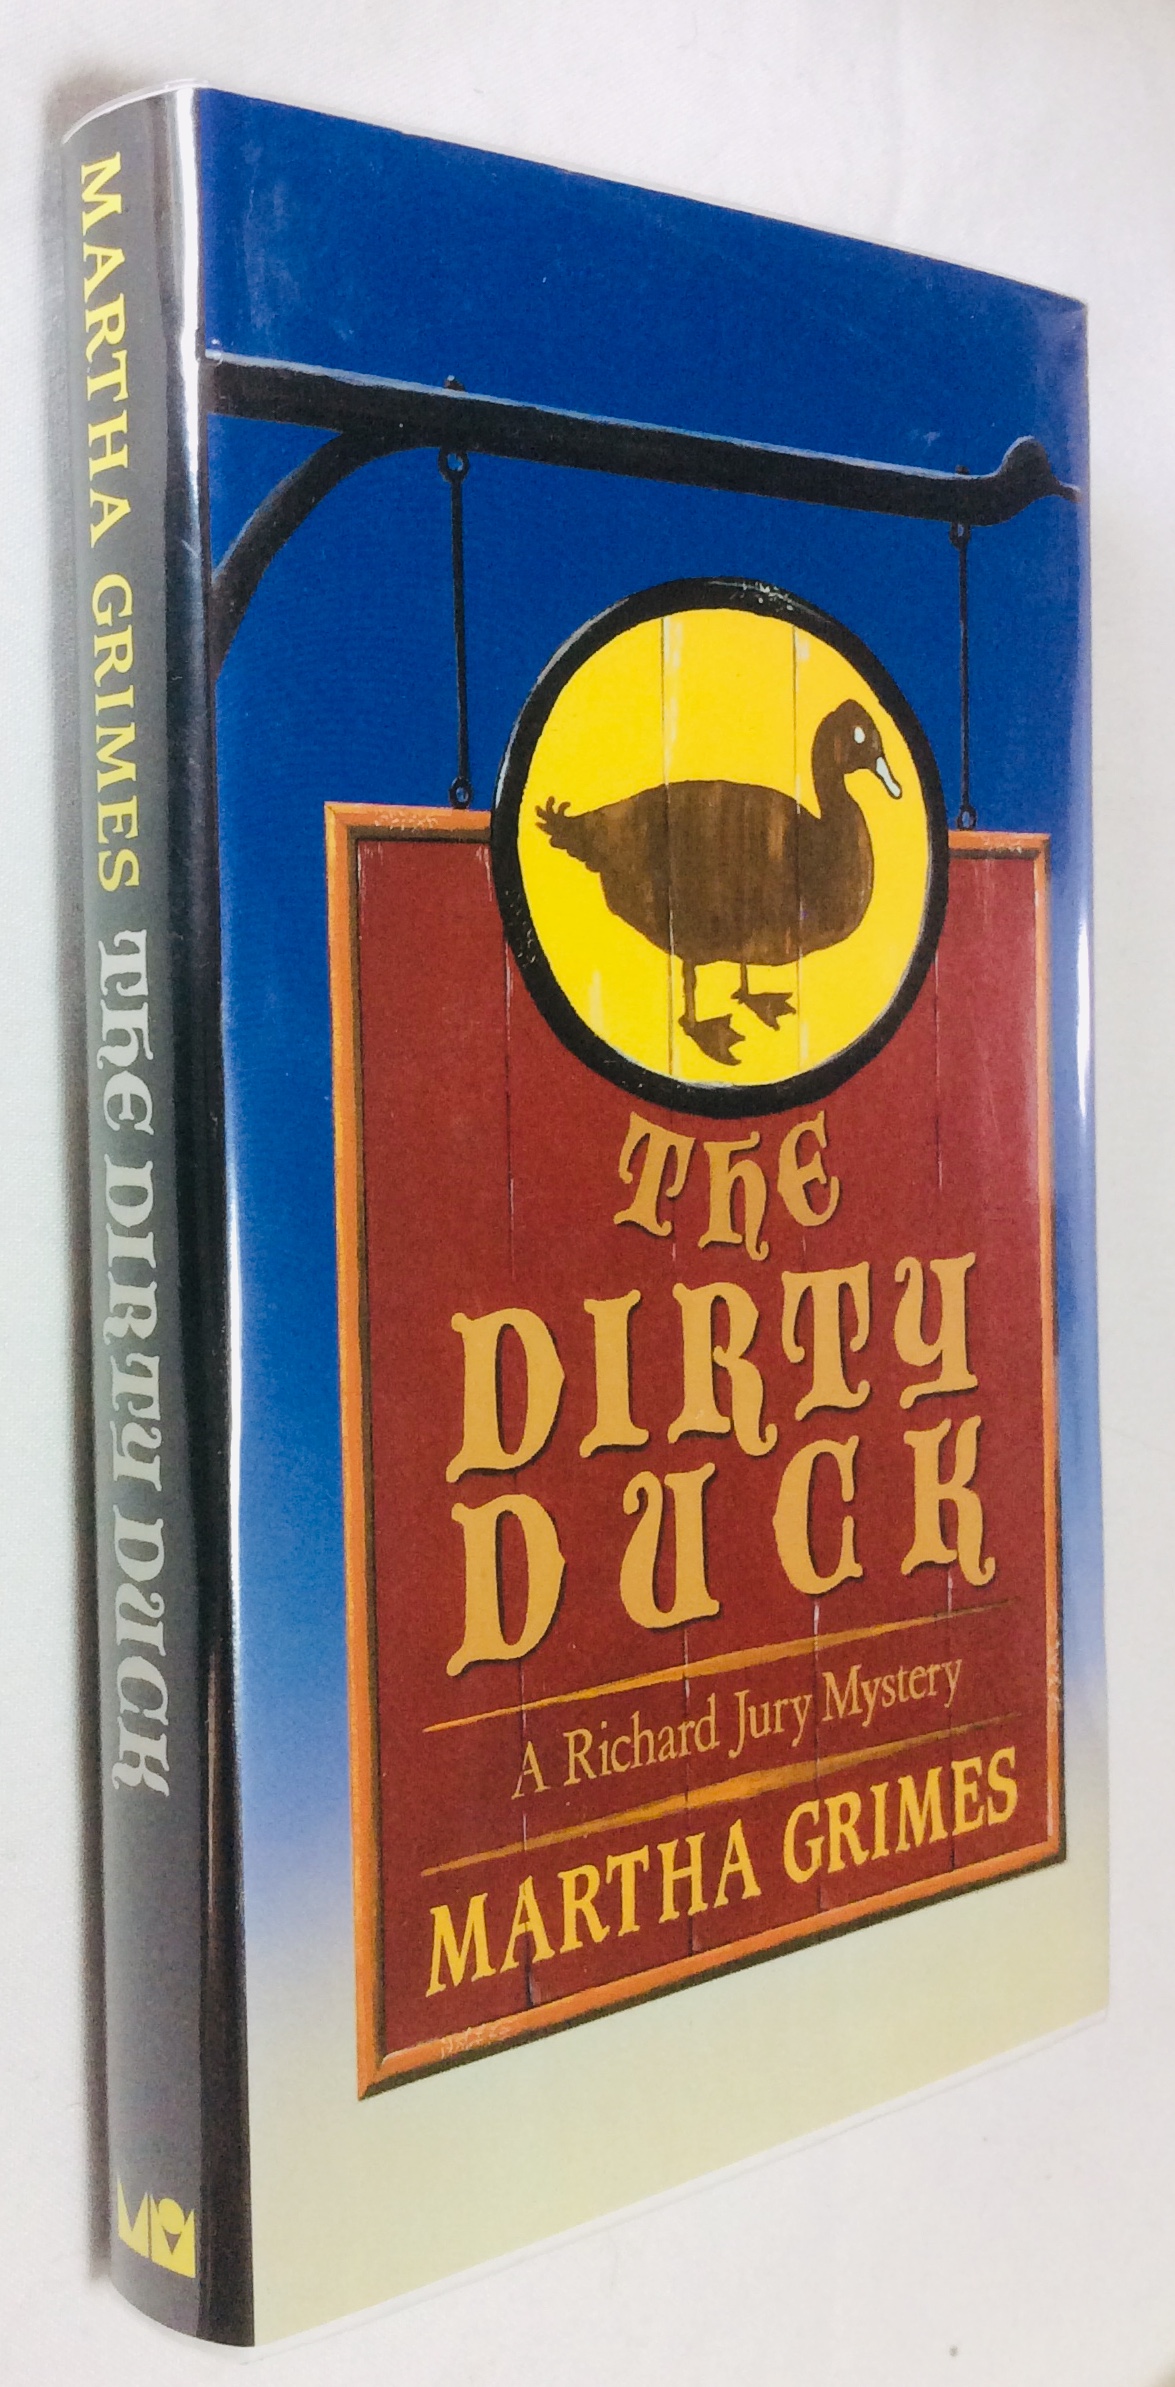 MARTHA GRIMES THE DIRTY DUCK
THE
DIRTY
DUCK
A Richard Jury Mystery
MARTHA GRIMES